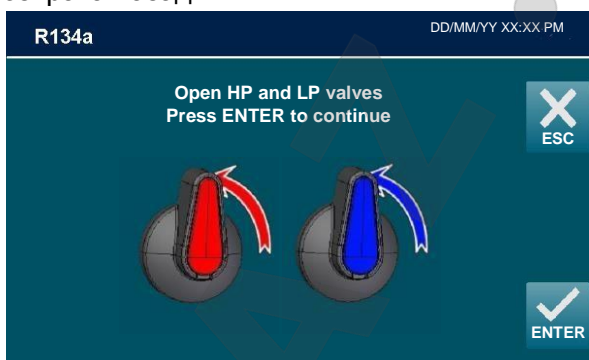 R134a
DD/MM/YY XX:XX PM
Open HP and LP valves
Press ENTER to continue
ESC
ENTER